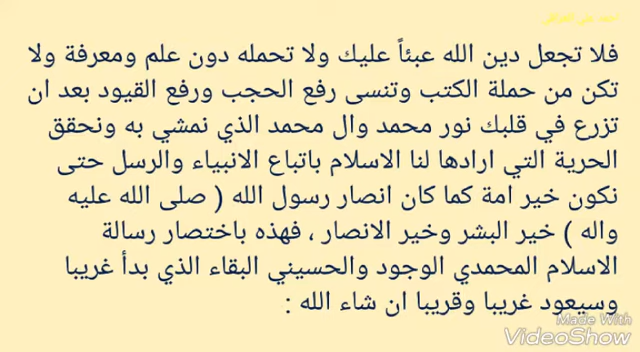 فلا تجعل دين الله عبئاً عليك ولا تحمله دون علم ومعرفة ولا
تكن من حملة الكتب وتنسى رفع الحجب ورفع القيود بعد ان
تزرع في قلبك نور محمد وال محمد الذي نمشي به ونحقق
الحرية التي ارادها لنا الاسلام باتباع الانبياء والرسل حتى
نكون خير امة كما كان انصار رسول الله ( صلى الله عليه
واله ) خير البشر وخير الانصار ، فهذه باختصار رسالة
الاسلام المحمدي الوجود والحسيني البقاء الذي بدأ غريبا
وسيعود غريبا وقريبا ان شاء الله :
Made With
VideoShow